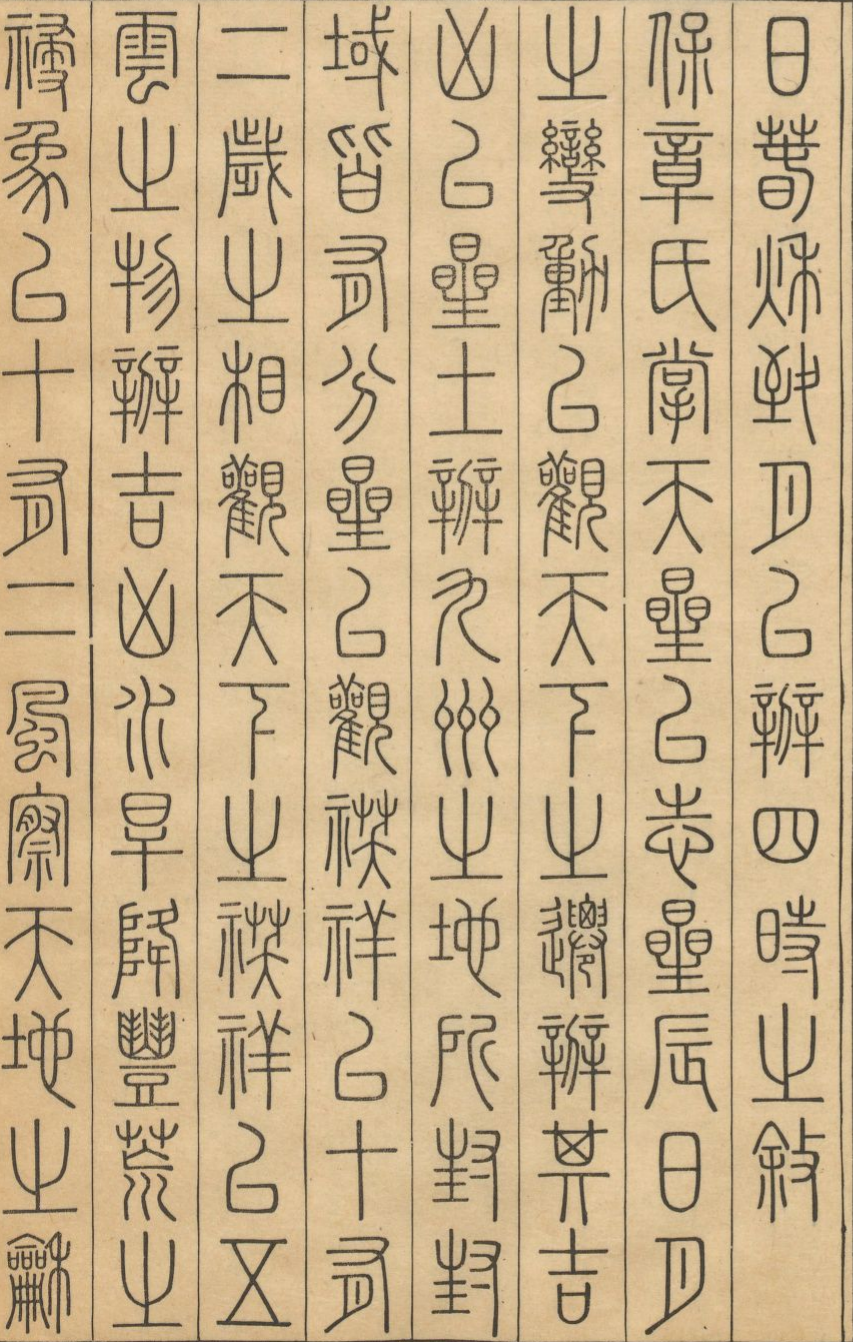 日春秋致月以辨四時之敘
保章氏掌天星以志星辰日月
之變動以觀天下之遷辨其吉
凶以星土辨九州之地所封封
域皆有分星以觀祆祥以十有
二歲之相觀天下之祆祥以五
雲之物辨吉凶水旱降豐荒之
祲象以十有二風察天地之龢